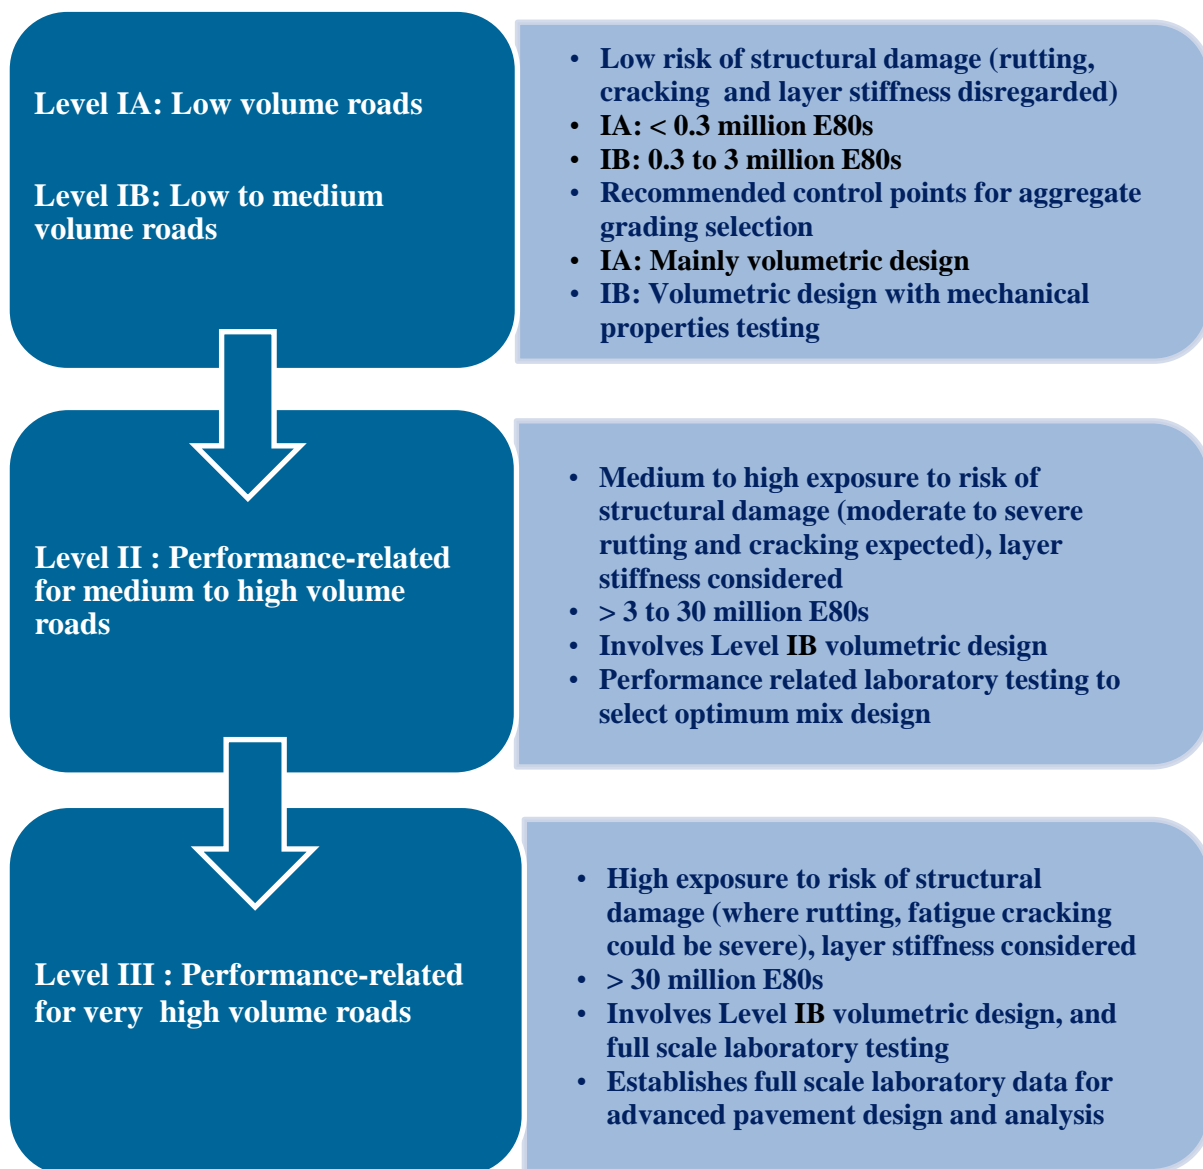 Level IA: Low volume roads
Level IB: Low to medium
volume roads
• Low risk of structural damage (rutting,
cracking and layer stiffness disregarded)
• IA: < 0.3 million E80s
• IB: 0.3 to 3 million E80s
• Recommended control points for aggregate
grading selection
• IA: Mainly volumetric design
• IB: Volumetric design with mechanical
properties testing
Level II : Performance-related
for medium to high volume
roads
• Medium to high exposure to risk of
structural damage (moderate to severe
rutting and cracking expected), layer
stiffness considered
• > 3 to 30 million E80s
• Involves Level IB volumetric design
• Performance related laboratory testing to
select optimum mix design
Level III : Performance-related
for very high volume roads
• High exposure to risk of structural
damage (where rutting, fatigue cracking
could be severe), layer stiffness considered
• > 30 million E80s
• Involves Level IB volumetric design, and
full scale laboratory testing
• Establishes full scale laboratory data for
advanced pavement design and analysis